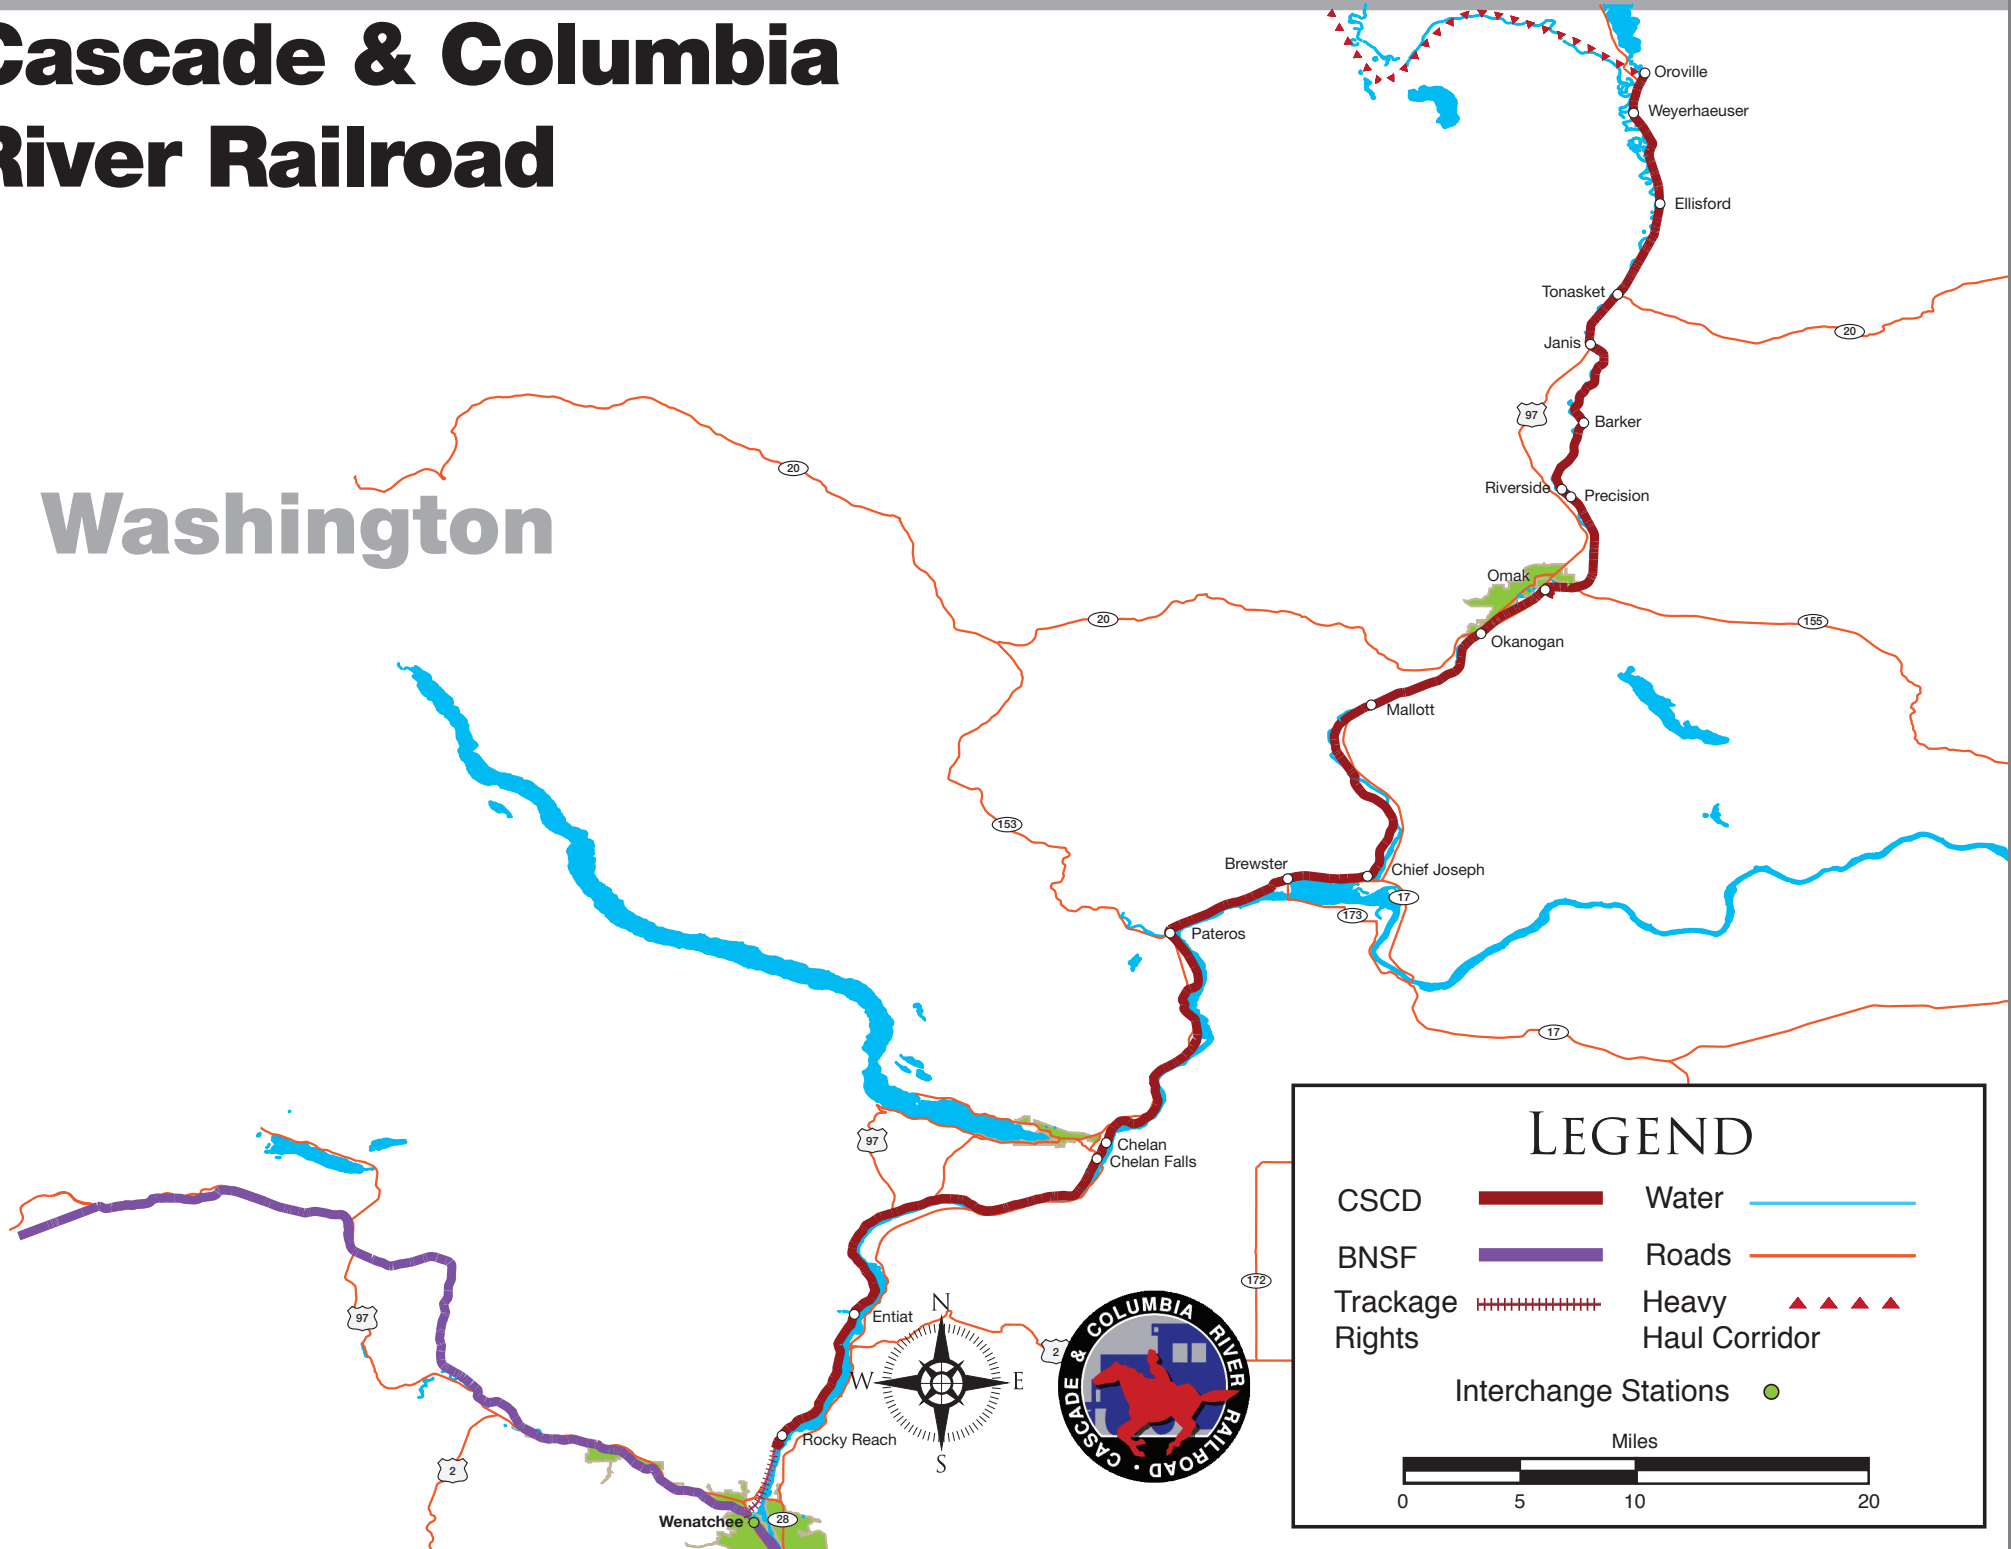 Cascade & Columbia
River Railroad
Oroville
Weyerhaeuser
Ellisford
Tonasket
20
Janis
97
Barker
20
Riverside
Precision
Washington
Omak
20
155
Okanogan
Mallott
153
Brewster
Chief Joseph
17
173
Pateros
17
97
Chelan
Chelan Falls
LEGEND
CSCD
Water
BNSF
Roads
Trackage
Rights
Heavy
Haul Corridor
Interchange Stations
Miles
0 5 10 20
172
97
Entiat
N
W E
S
2
CASCADE & COLUMBIA RIVER RAILROAD •
Rocky Reach
2
Wenatchee
28